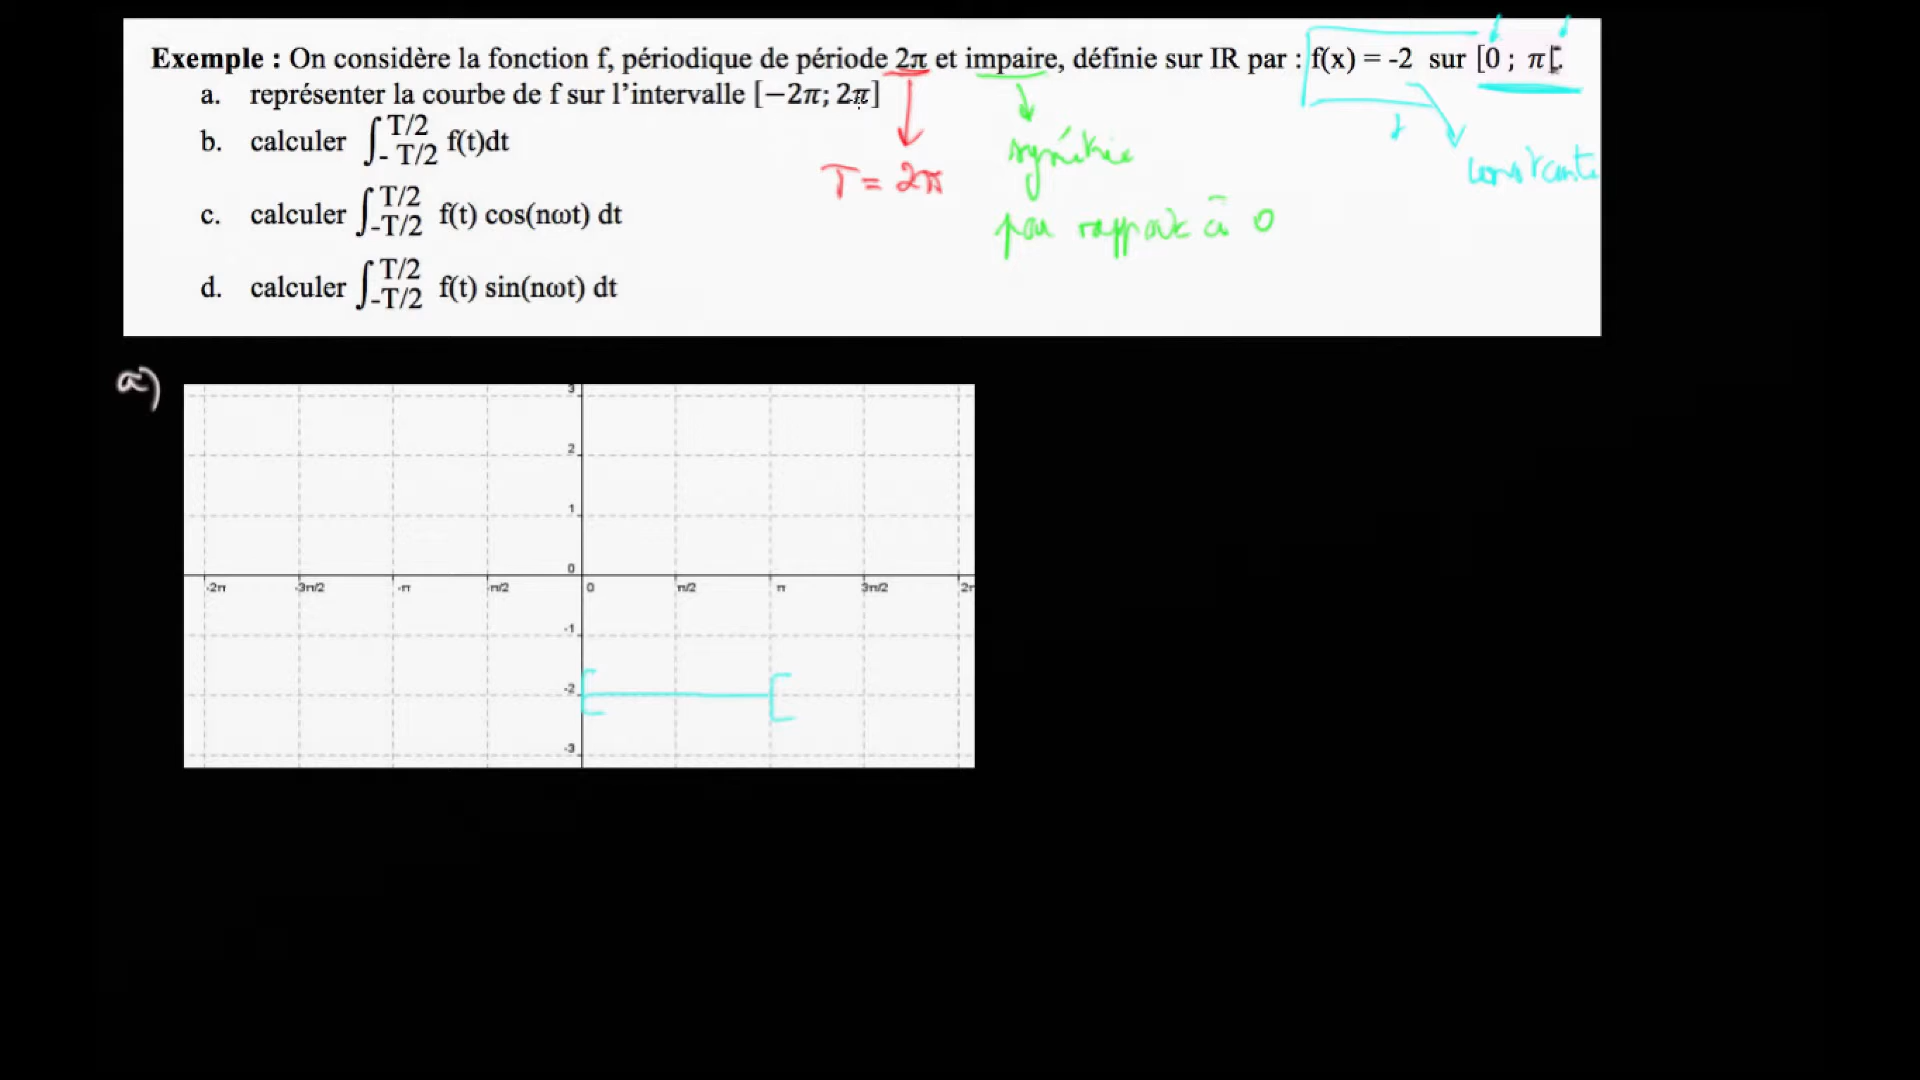 Exemple : On considère la fonction f, périodique de période 2π et impaire, définie sur IR par : f(x) = -2 sur [0 ; π[.
a. représenter la courbe de f sur l'intervalle [−2π; 2π]
b. calculer ∫ T/2 - T/2 f(t)dt
T = 2π
symétrie
par rapport à 0
constante
c. calculer ∫ T/2 -T/2 f(t) cos(nωt) dt
d. calculer ∫ T/2 -T/2 f(t) sin(nωt) dt
a)
3
2
1
0
-2π -3π/2 -π -π/2 0 π/2 π 3π/2 2π
-1
-2
-3